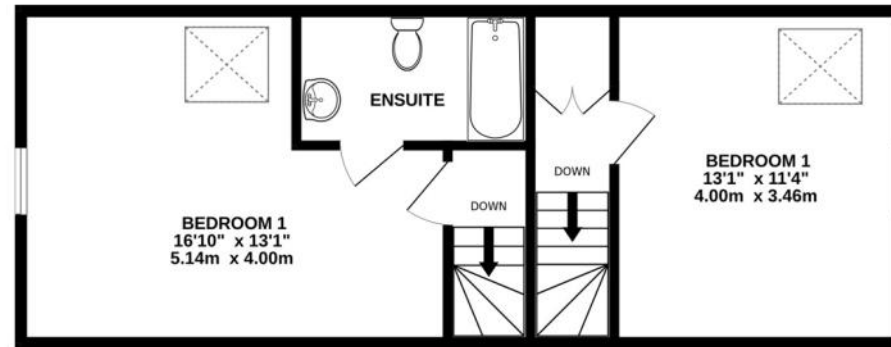 ENSUITE
DOWN
BEDROOM 1
13'1" x 11'4"
4.00m x 3.46m
DOWN
BEDROOM 1
16'10" x 13'1"
5.14m x 4.00m